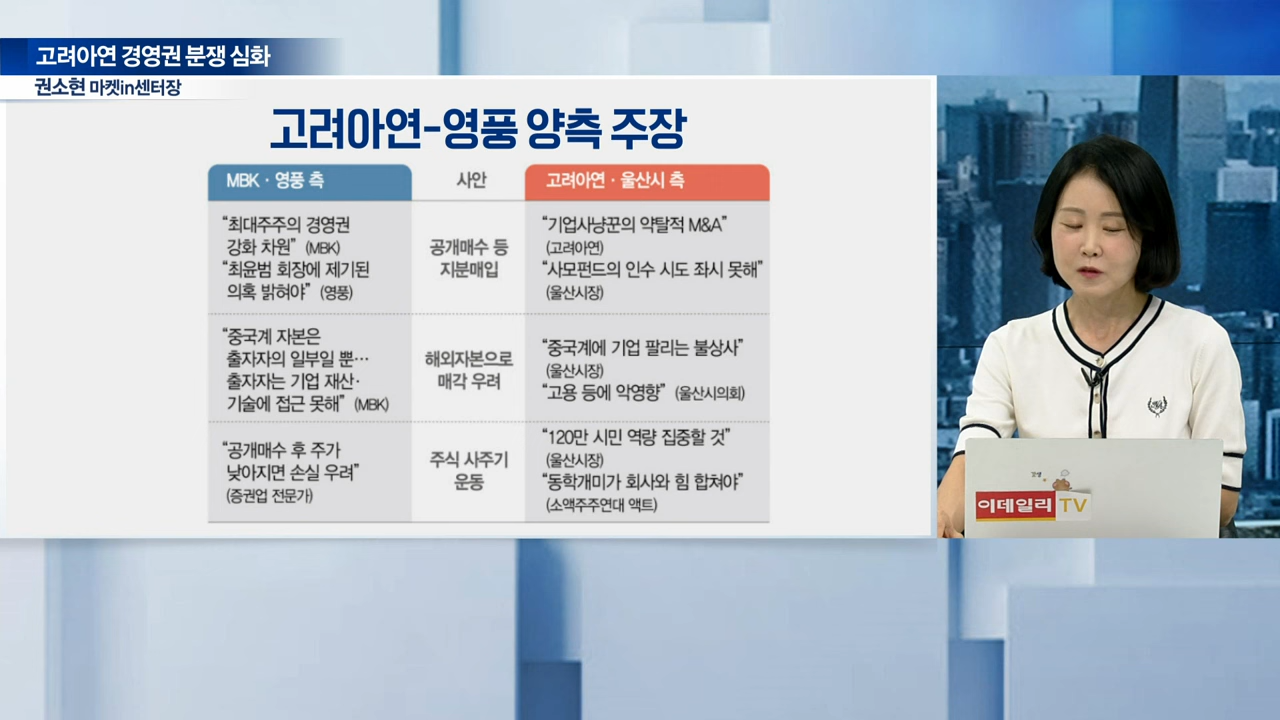 고려아연 경영권 분쟁 심화
권소현 마켓in센터장
고려아연-영풍 양측 주장
MBK · 영풍 측
사안
고려아연 · 울산시 측
“최대주주의 경영권
강화 차원” (MBK)
“최윤범 회장에 제기된
의혹 밝혀야” (영풍)
공개매수 등
지분매입
“기업사냥꾼의 약탈적 M&A”
(고려아연)
“사모펀드의 인수 시도 좌시 못해”
(울산시장)
“중국계 자본은
출자자의 일부일 뿐…
출자자는 기업 재산·
기술에 접근 못해” (MBK)
해외자본으로
매각 우려
“중국계에 기업 팔리는 불상사”
(울산시장)
“고용 등에 악영향” (울산시의회)
“공개매수 후 주가
낮아지면 손실 우려”
(증권업 전문가)
주식 사주기
운동
“120만 시민 역량 집중할 것”
(울산시장)
“동학개미가 회사와 힘 합쳐야”
(소액주주연대 액트)
이데일리 TV